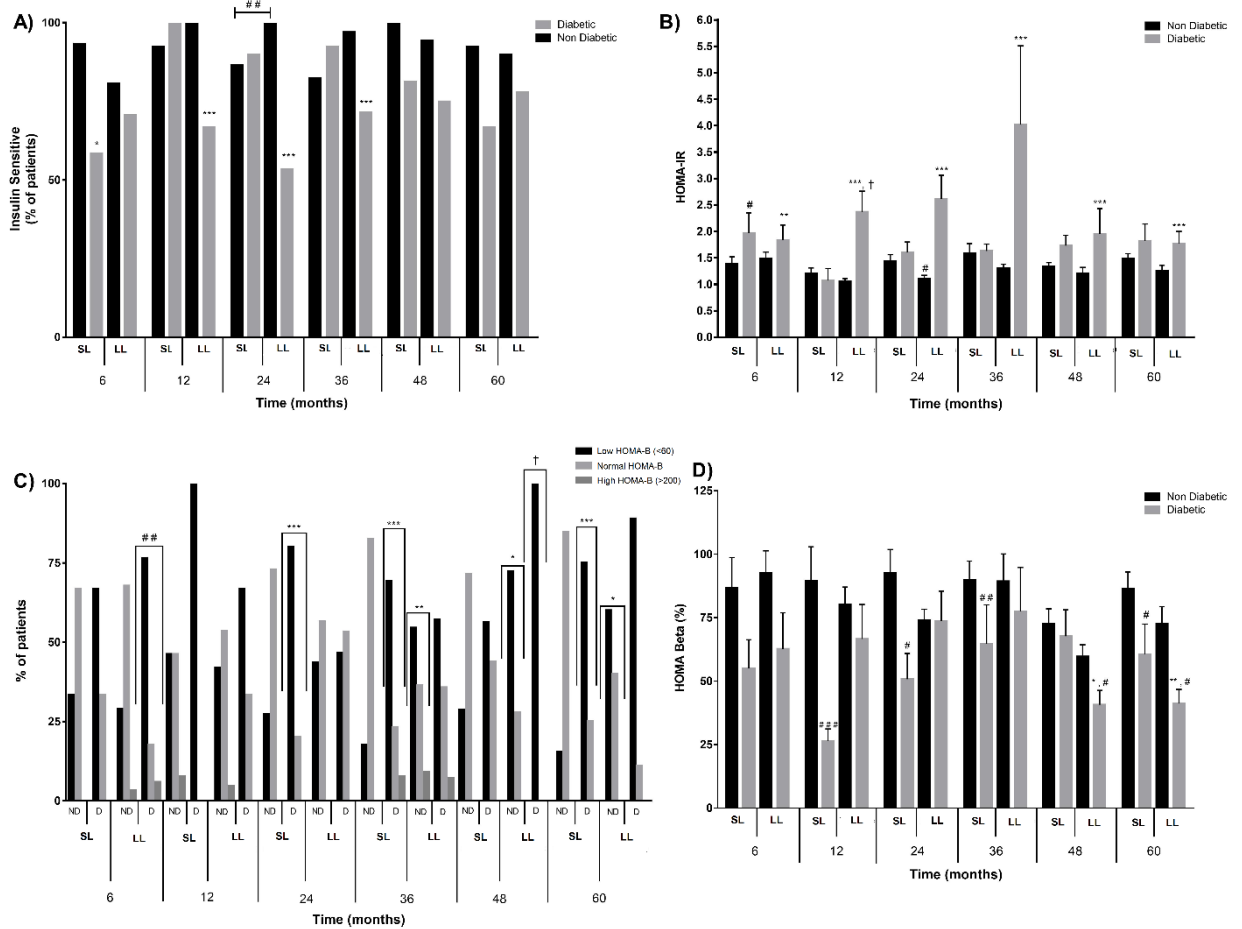 A)
# #
Diabetic
Non Diabetic
Insulin Sensitive
(% of patients)
100
50
0
*
***
***
***
SL LL SL LL SL LL SL LL SL LL SL LL
6 12 24 36 48 60
Time (months)
B)
Non Diabetic
Diabetic
HOMA-IR
6.0
5.5
5.0
4.5
4.0
3.5
3.0
2.5
2.0
1.5
1.0
0.5
0.0
#
**
***, †
#
***
***
***
***
SL LL SL LL SL LL SL LL SL LL SL LL
6 12 24 36 48 60
Time (months)
C)
Low HOMA-B (<60)
Normal HOMA-B
High HOMA-B (>200)
% of patients
100
75
50
25
0
# #
***
***
**
*
†
***
*
ND D ND D ND D ND D ND D ND D ND D ND D ND D ND D ND D ND D
SL LL SL LL SL LL SL LL SL LL SL LL
6 12 24 36 48 60
Time (months)
D)
Non Diabetic
Diabetic
HOMA Beta (%)
125
100
75
50
25
0
# # #
#
# #
*, #
#
**, #
SL LL SL LL SL LL SL LL SL LL SL LL
6 12 24 36 48 60
Time (months)